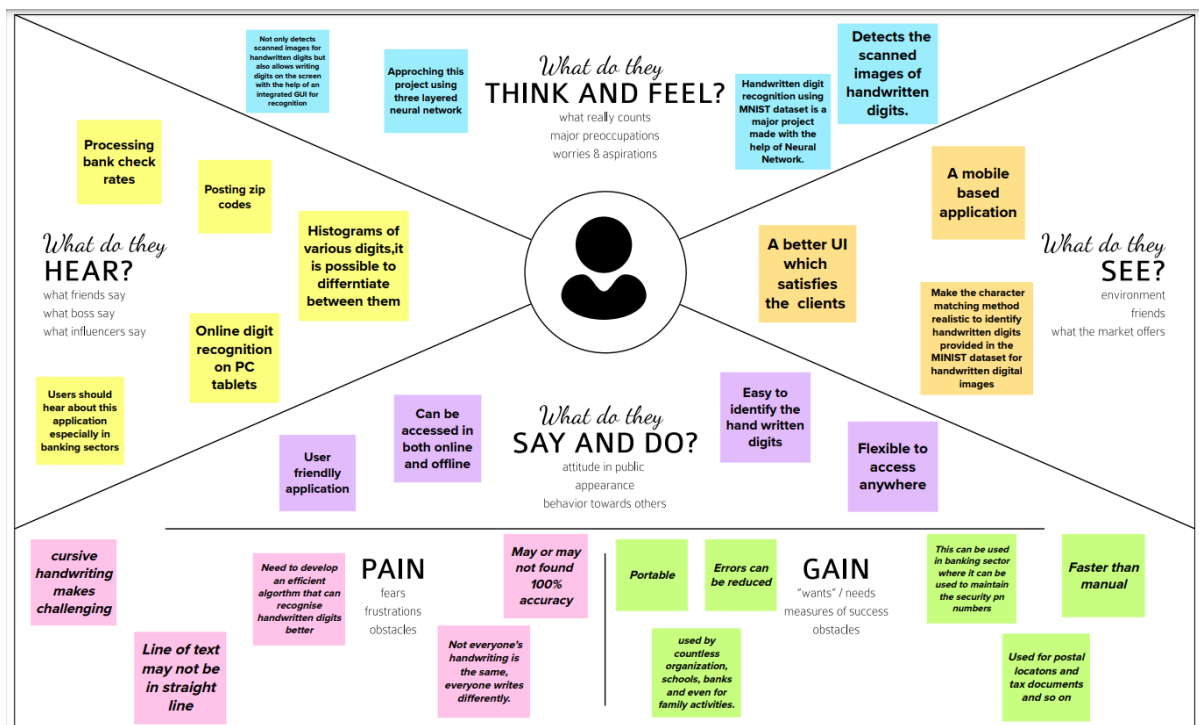 Not only detects
scanned images for
handwritten digits but
also allows writing
digits on the screen
with the help of an
integrated GUI for
recognition
Approching this
project using
three layered
neural network
What do they
THINK AND FEEL?
what really counts
major preoccupations
worries & aspirations
Handwritten digit
recognition using
MNIST dataset is a
major project
made with the
help of Neural
Network.
Detects the
scanned
images of
handwritten
digits.
Processing
bank check
rates
Posting zip
codes
Histograms of
various digits,it
is possible to
differntiate
between them
What do they
HEAR?
what friends say
what boss say
what influencers say
Online digit
recognition
on PC
tablets
Users should
hear about this
application
especially in
banking sectors
A mobile
based
application
A better UI
which
satisfies
the clients
What do they
SEE?
environment
friends
what the market offers
Make the character
matching method
realistic to identify
handwritten digits
provided in the
MINIST dataset for
handwritten digital
images
User
friendlly
application
Can be
accessed in
both online
and offline
What do they
SAY AND DO?
attitude in public
appearance
behavior towards others
Easy to
identify the
hand written
digits
Flexible to
access
anywhere
cursive
handwriting
makes
challenging
Line of text
may not be
in straight
line
Need to develop
an efficient
algorthm that can
recognise
handwritten digits
better
PAIN
fears
frustrations
obstacles
May or may
not found
100%
accuracy
Not everyone's
handwriting is
the same,
everyone writes
differently.
Portable
Errors can
be reduced
used by
countless
organization,
schools, banks
and even for
family activities.
GAIN
"wants" / needs
measures of success
obstacles
This can be used
in banking sector
where it can be
used to maintain
the security pn
numbers
Faster than
manual
Used for postal
locatons and
tax documents
and so on